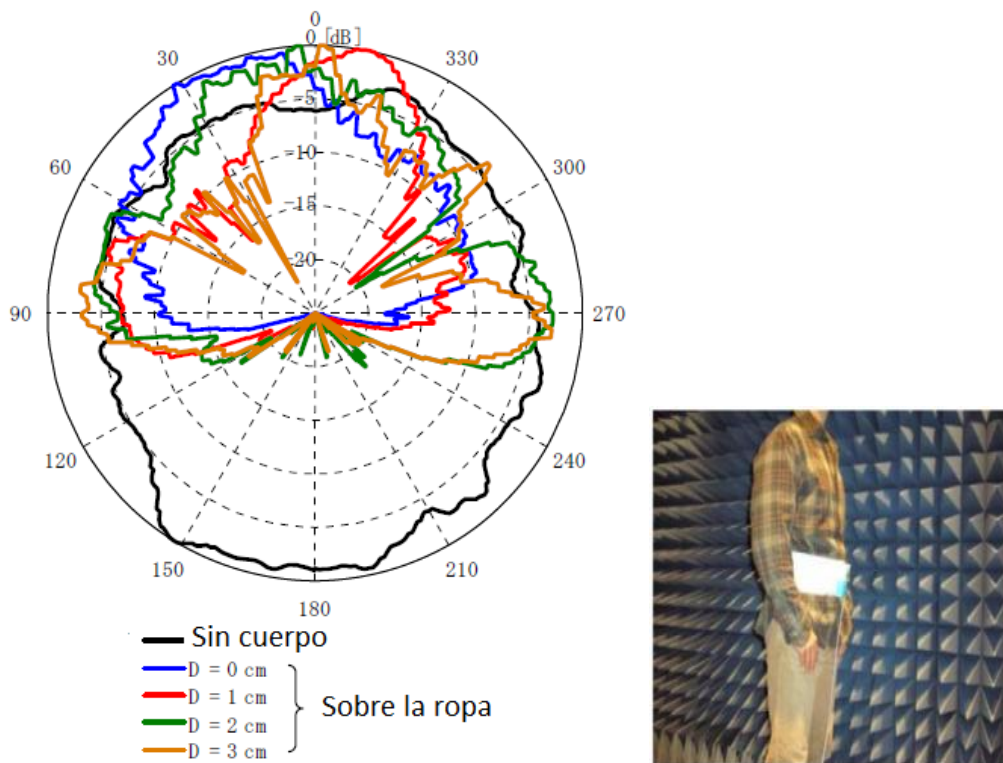 0
0 [dB]
30
330
-5
-10
60
300
-15
-20
90
270
120
240
150
210
180
Sin cuerpo
D = 0 cm
D = 1 cm
Sobre la ropa
D = 2 cm
D = 3 cm